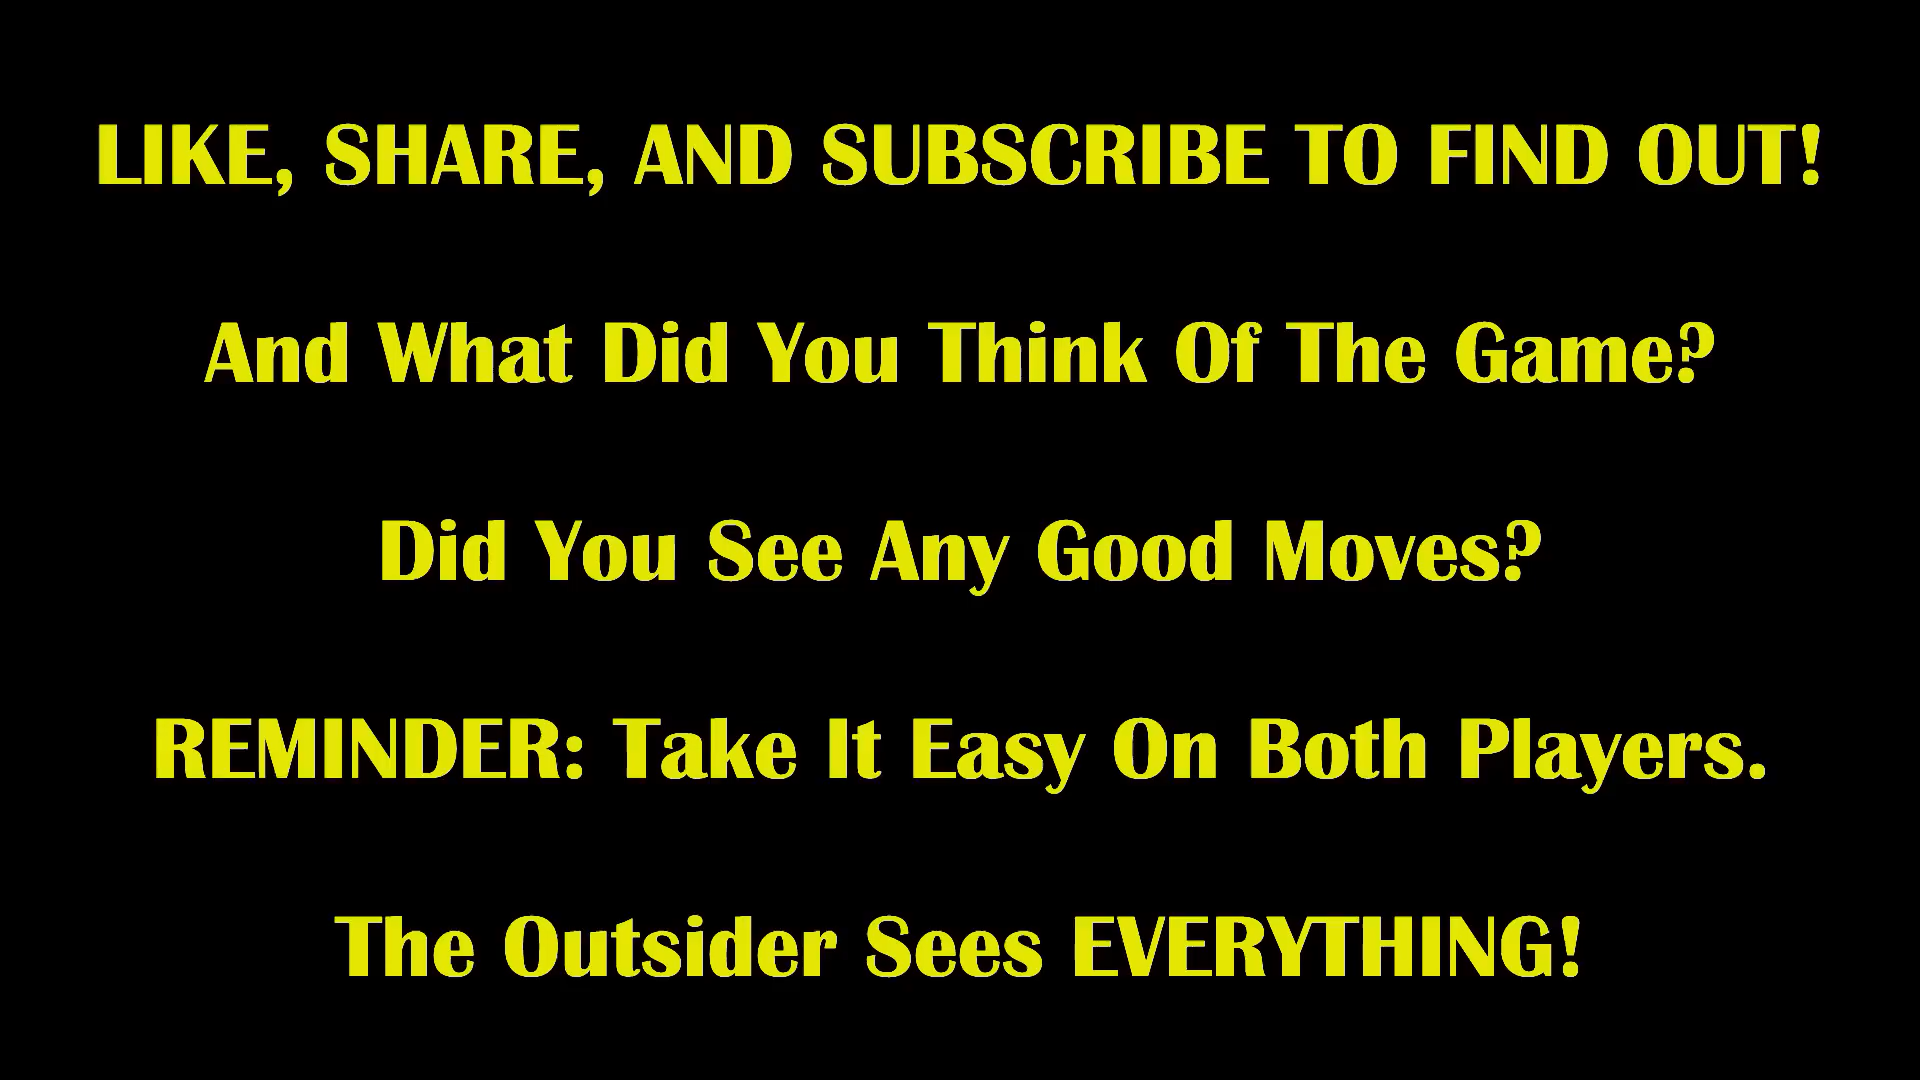 LIKE, SHARE, AND SUBSCRIBE TO FIND OUT!
And What Did You Think Of The Game?
Did You See Any Good Moves?
REMINDER: Take It Easy On Both Players.
The Outsider Sees EVERYTHING!